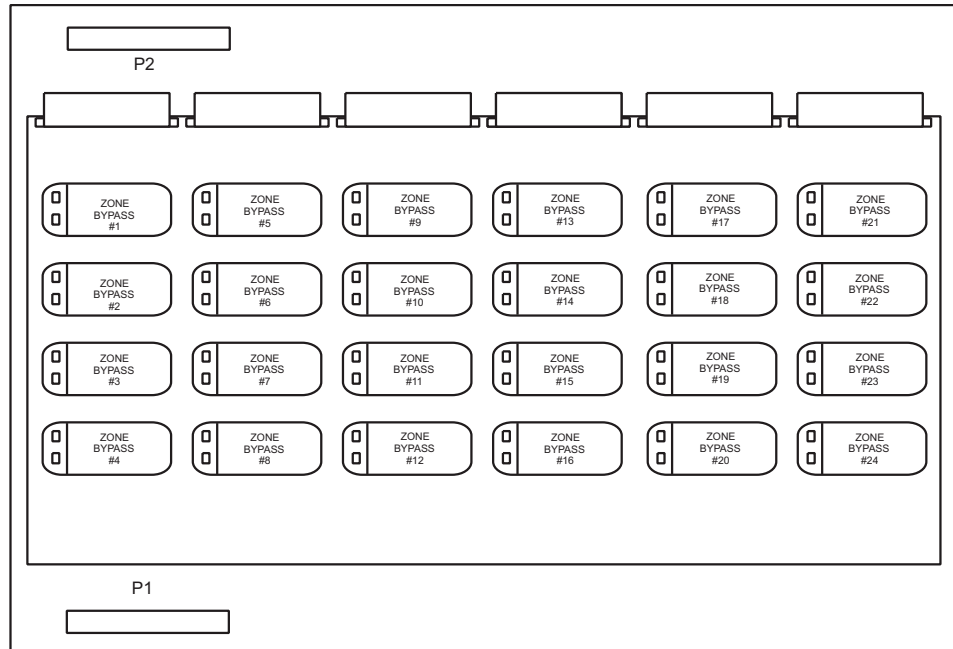 P2
ZONE
BYPASS
#1
ZONE
BYPASS
#5
ZONE
BYPASS
#9
ZONE
BYPASS
#13
ZONE
BYPASS
#17
ZONE
BYPASS
#21
ZONE
BYPASS
#2
ZONE
BYPASS
#6
ZONE
BYPASS
#10
ZONE
BYPASS
#14
ZONE
BYPASS
#18
ZONE
BYPASS
#22
ZONE
BYPASS
#3
ZONE
BYPASS
#7
ZONE
BYPASS
#11
ZONE
BYPASS
#15
ZONE
BYPASS
#19
ZONE
BYPASS
#23
ZONE
BYPASS
#4
ZONE
BYPASS
#8
ZONE
BYPASS
#12
ZONE
BYPASS
#16
ZONE
BYPASS
#20
ZONE
BYPASS
#24
P1